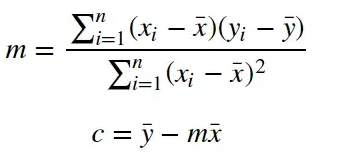 m = \frac{\sum_{i=1}^{n} (x_i - \bar{x})(y_i - \bar{y})}{\sum_{i=1}^{n} (x_i - \bar{x})^2}
c = \bar{y} - m\bar{x}